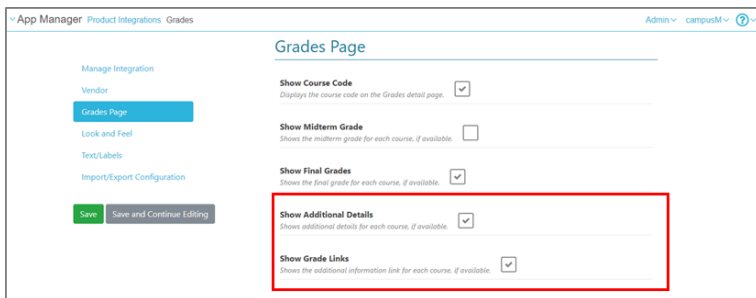 App Manager Product Integrations Grades Admin campusM ?
Grades Page
Manage Integration
Vendor
Grades Page
Look and Feel
Text/Labels
Import/Export Configuration
Save Save and Continue Editing
Show Course Code
Displays the course code on the Grades detail page.
Show Midterm Grade
Shows the midterm grade for each course, if available.
Show Final Grades
Shows the final grade for each course, if available.
Show Additional Details
Shows additional details for each course, if available.
Show Grade Links
Shows the additional information link for each course, if available.